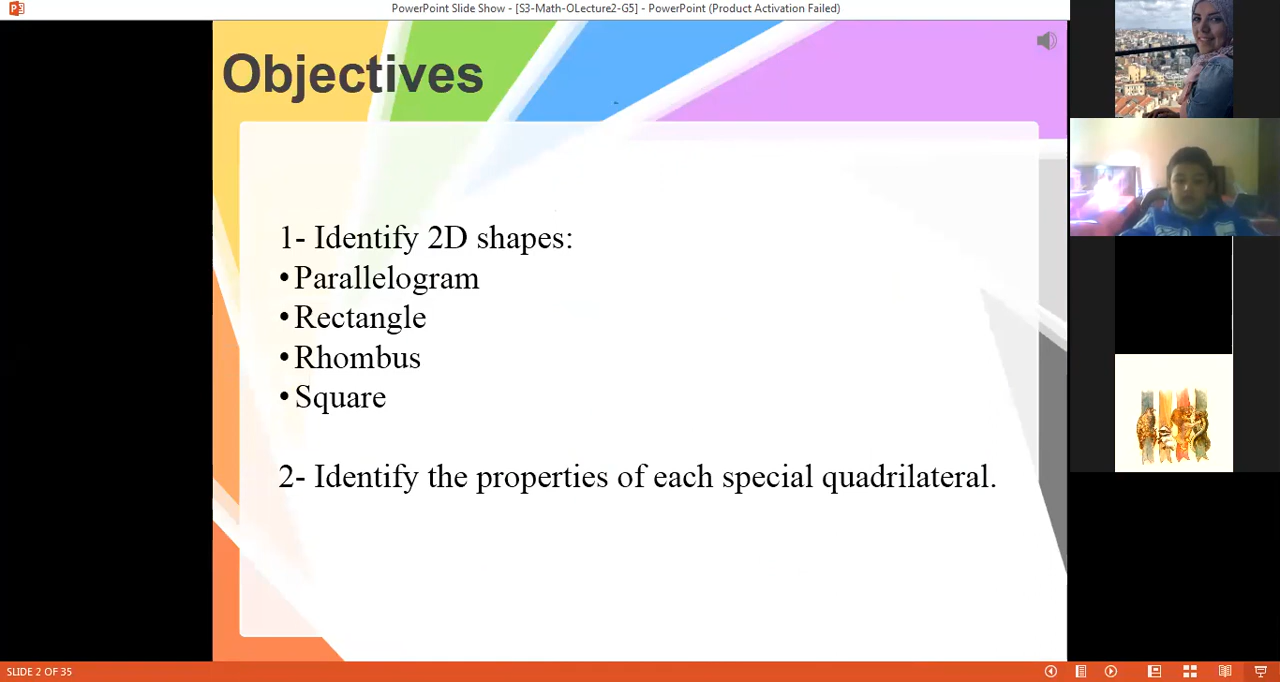 PowerPoint Slide Show - [S3-Math-OLecture2-G5] - PowerPoint (Product Activation Failed)
Objectives
1- Identify 2D shapes:
•Parallelogram
•Rectangle
•Rhombus
•Square
2- Identify the properties of each special quadrilateral.
SLIDE 2 OF 35